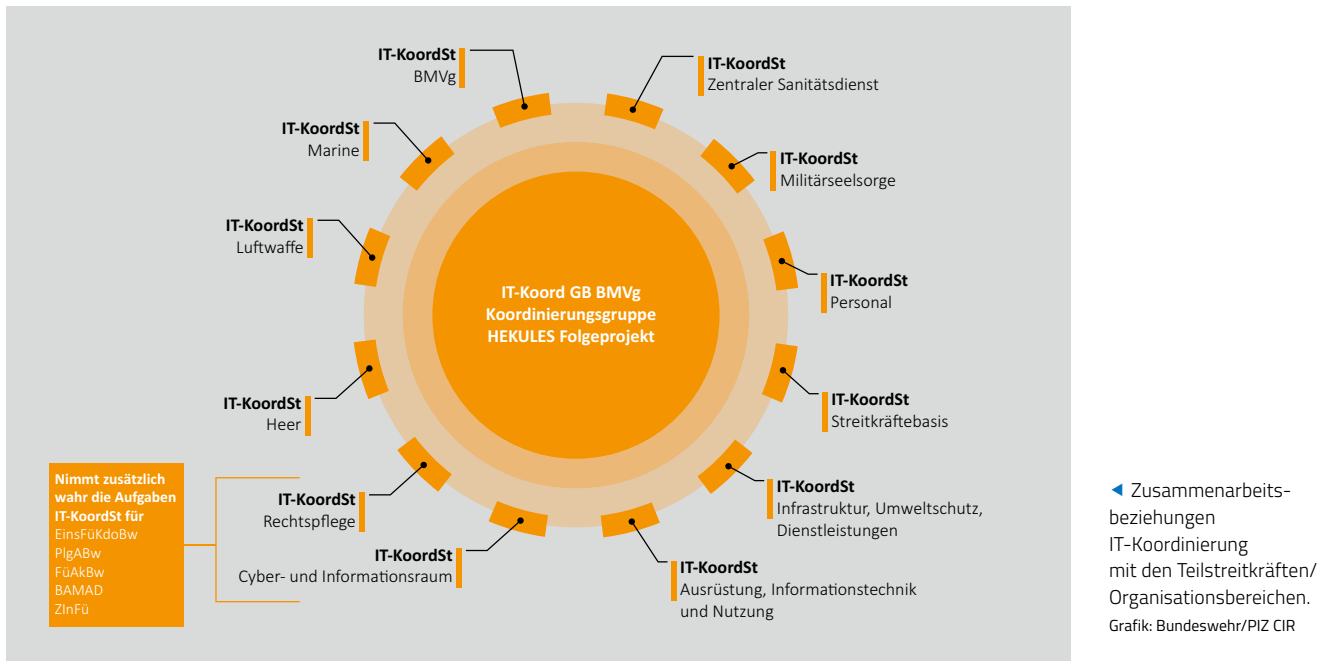 IT-KoordSt
BMVg
IT-KoordSt
Zentraler Sanitätsdienst
IT-KoordSt
Marine
IT-KoordSt
Militärseelsorge
IT-KoordSt
Luftwaffe
IT-KoordSt
Personal
IT-Koord GB BMVg
Koordinierungsgruppe
HEKULES Folgeprojekt
IT-KoordSt
Heer
IT-KoordSt
Streitkräftebasis
Nimmt zusätzlich
wahr die Aufgaben
IT-KoordSt für
EinsFüKdoBw
PlgABw
FüAkBw
BAMAD
ZInFü
IT-KoordSt
Rechtspflege
IT-KoordSt
Infrastruktur, Umweltschutz,
Dienstleistungen
IT-KoordSt
Cyber- und Informationsraum
IT-KoordSt
Ausrüstung, Informationstechnik
und Nutzung
◄ Zusammenarbeits-
beziehungen
IT-Koordinierung
mit den Teilstreitkräften/
Organisationsbereichen.
Grafik: Bundeswehr/PIZ CIR